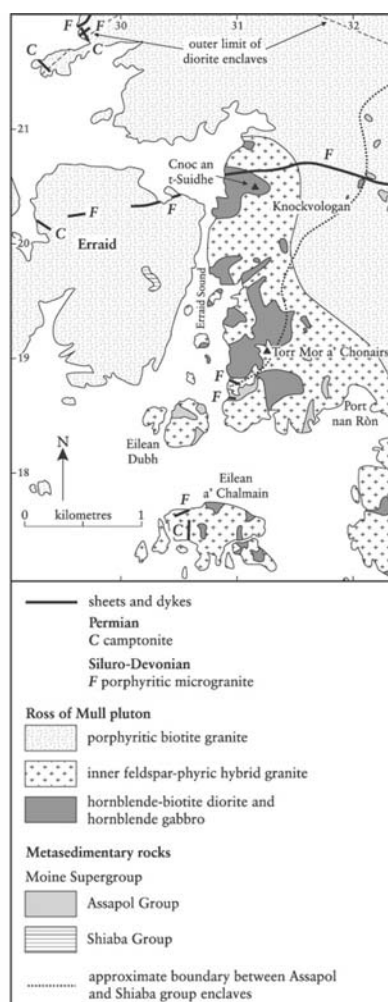 30
31
32
F F
C C
outer limit of
diorite enclaves
21
Cnoc an
t-Suidhe
F
Knockvologan
F F
C
20
Erraid
Erraid Sound
19
Torr Mor a' Chonairst
F
F
Port
nan Ròn
Eilean
Dubh
18
N
Eilean
a' Chalmain
F
C
0 kilometres 1
sheets and dykes
Permian
C camptonite
Siluro-Devonian
F porphyritic microgranite
Ross of Mull pluton
porphyritic biotite granite
inner feldspar-phyric hybrid granite
hornblende-biotite diorite and
hornblende gabbro
Metasedimentary rocks
Moine Supergroup
Assapol Group
Shiaba Group
approximate boundary between Assapol
and Shiaba group enclaves